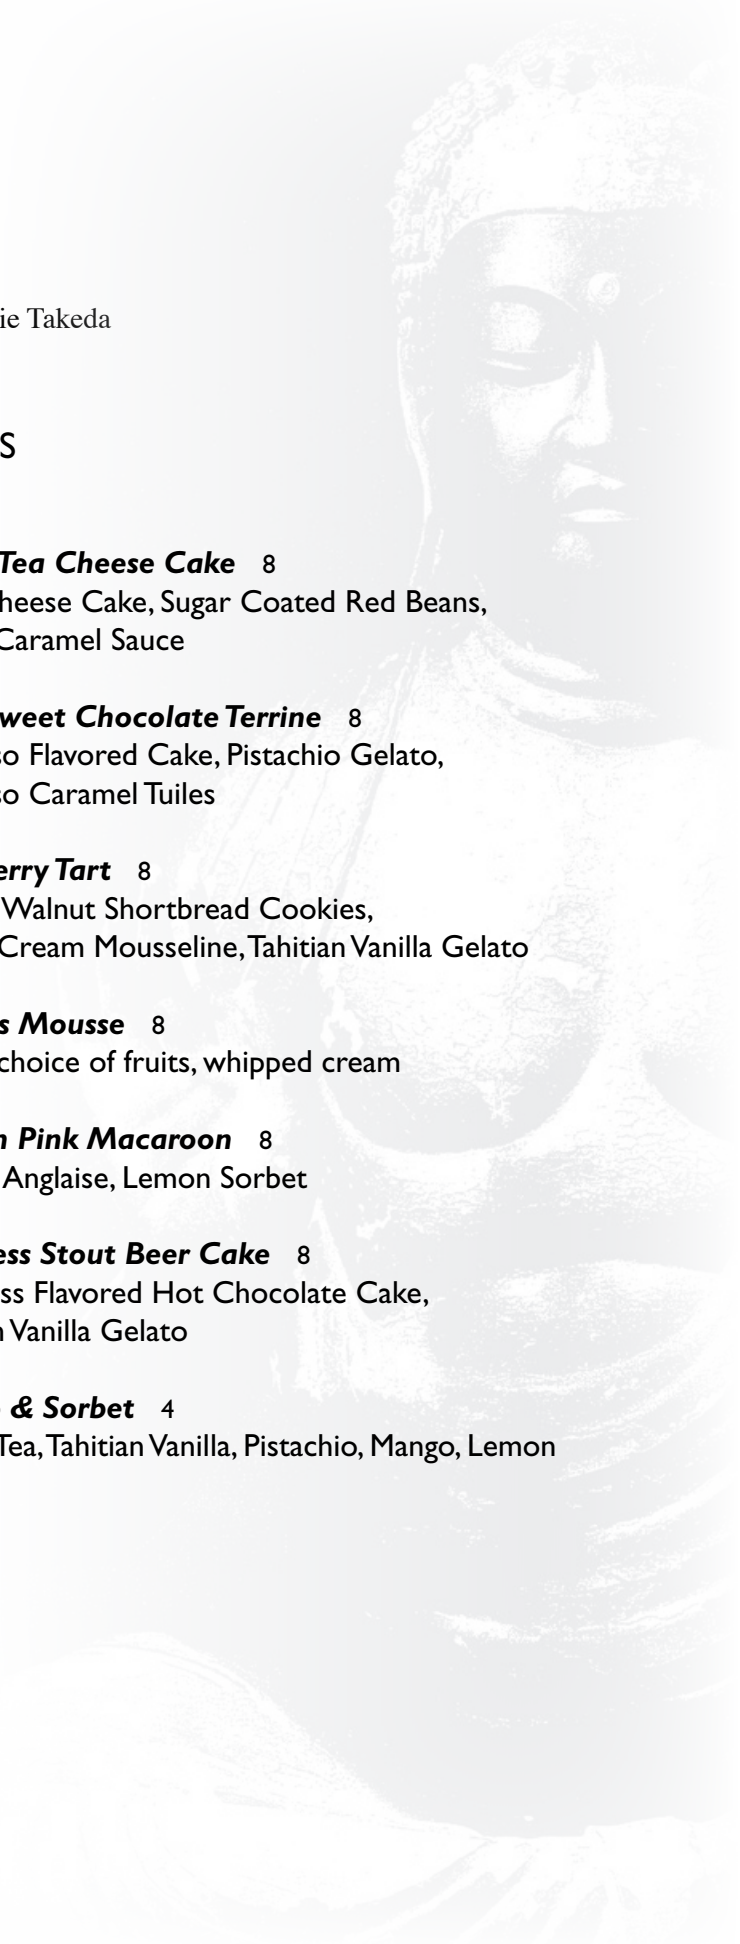 ie Takeda
S
Tea Cheese Cake 8
heese Cake, Sugar Coated Red Beans,
Caramel Sauce
weet Chocolate Terrine 8
so Flavored Cake, Pistachio Gelato,
so Caramel Tuiles
erry Tart 8
Walnut Shortbread Cookies,
Cream Mousseline, Tahitian Vanilla Gelato
s Mousse 8
choice of fruits, whipped cream
n Pink Macaroon 8
Anglaise, Lemon Sorbet
ess Stout Beer Cake 8
ss Flavored Hot Chocolate Cake,
n Vanilla Gelato
& Sorbet 4
Tea, Tahitian Vanilla, Pistachio, Mango, Lemon